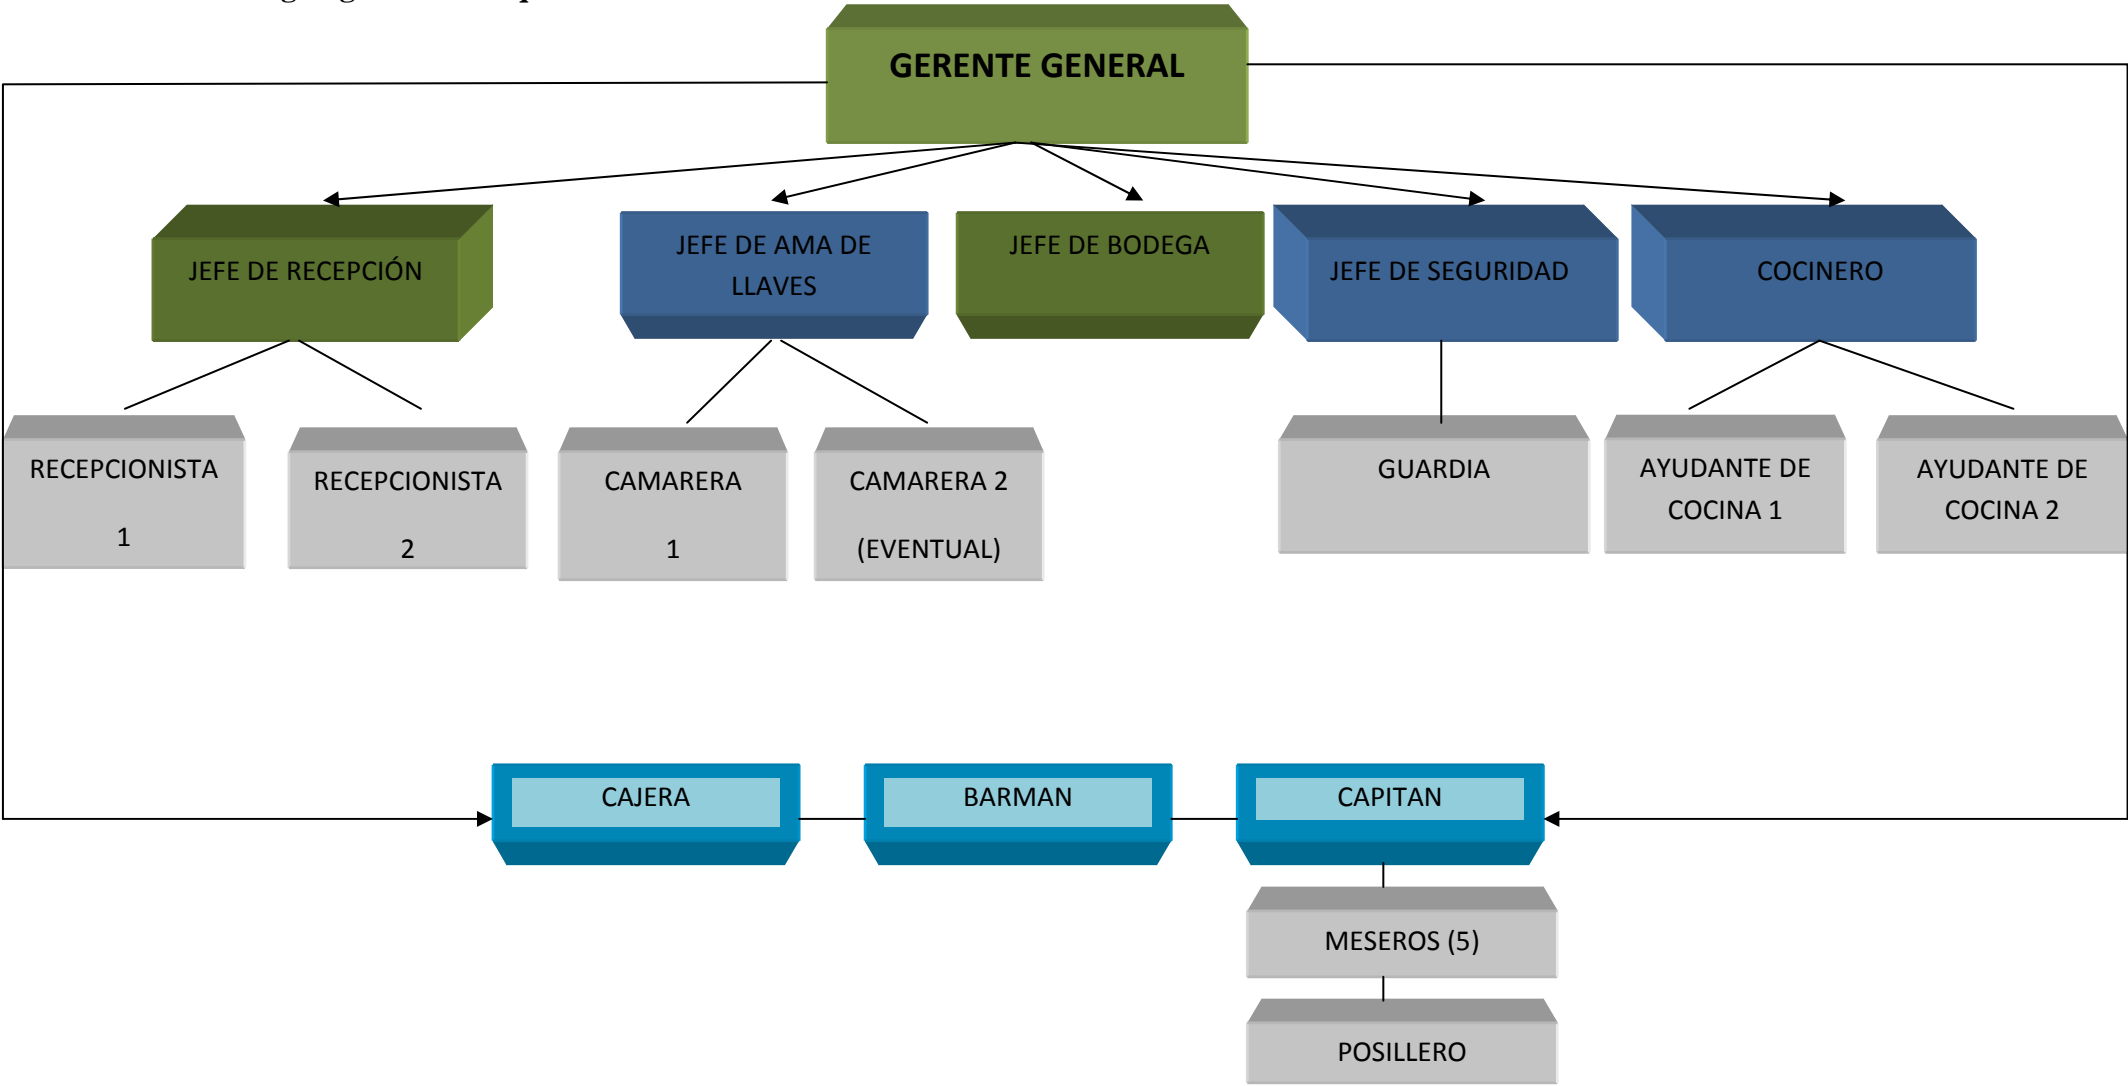 GERENTE GENERAL
JEFE DE RECEPCIÓN
JEFE DE AMA DE
LLAVES
JEFE DE BODEGA
JEFE DE SEGURIDAD
COCINERO
RECEPCIONISTA
1
RECEPCIONISTA
2
CAMARERA
1
CAMARERA 2
(EVENTUAL)
GUARDIA
AYUDANTE DE
COCINA 1
AYUDANTE DE
COCINA 2
CAJERA
BARMAN
CAPITAN
MESEROS (5)
POSILLERO